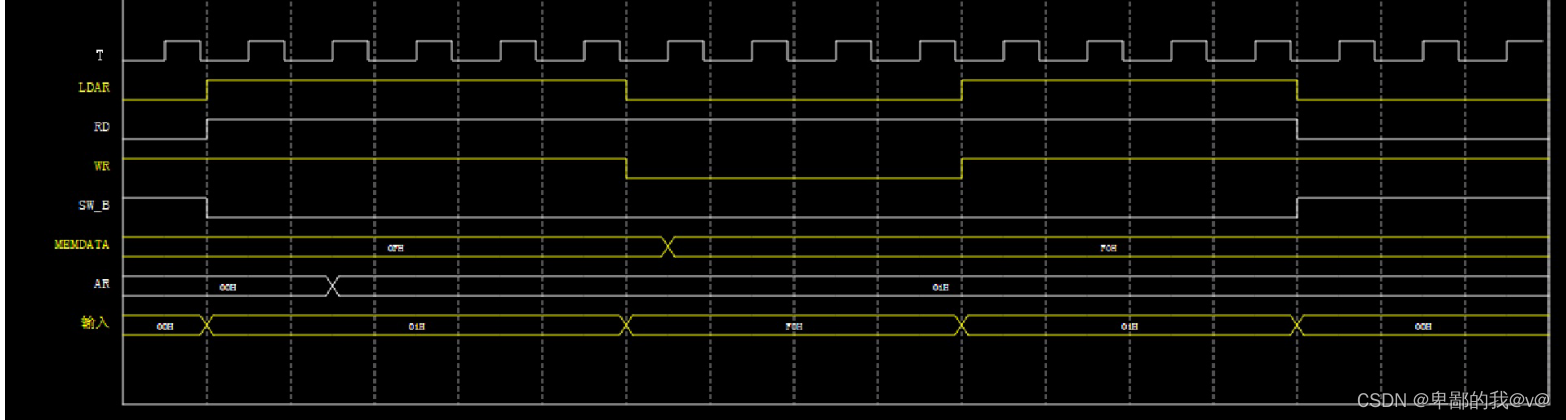 T
LDAR
RD
WR
SW_B
MEMDATA 0FH F0H
AR 00H 01H
输入 00H 01H F0H 01H 00H
CSDN @卑鄙的我@v@